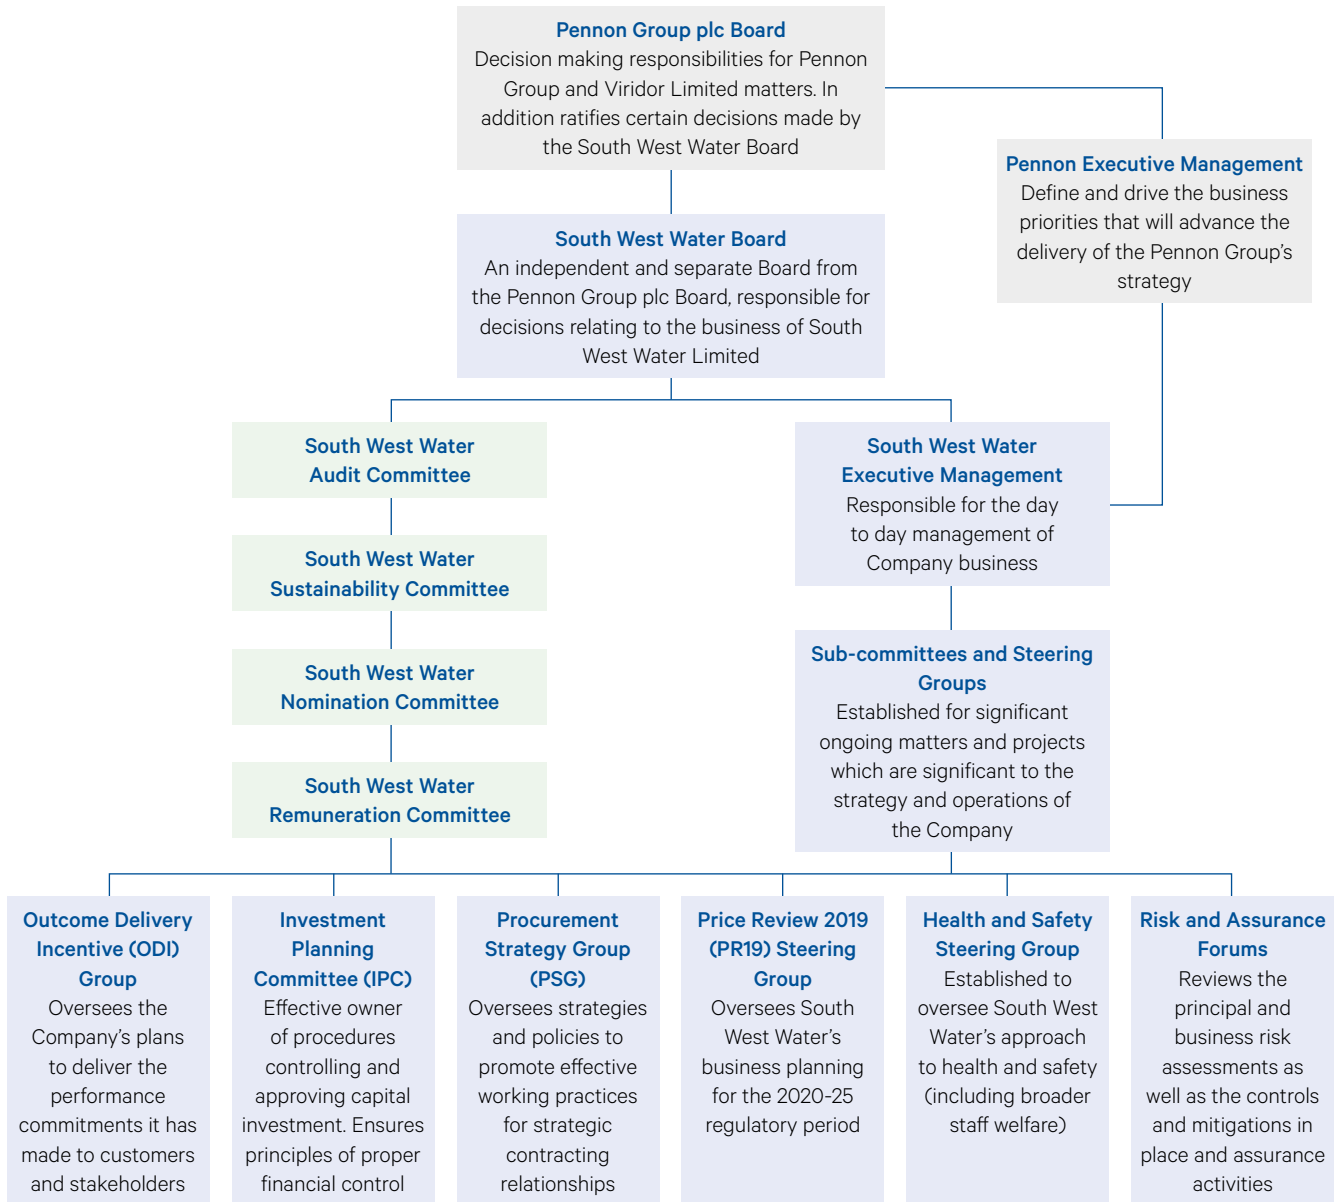 Pennon Group plc Board
Decision making responsibilities for Pennon
Group and Viridor Limited matters. In
addition ratifies certain decisions made by
the South West Water Board
Pennon Executive Management
Define and drive the business
priorities that will advance the
delivery of the Pennon Group’s
strategy
South West Water Board
An independent and separate Board from
the Pennon Group plc Board, responsible for
decisions relating to the business of South
West Water Limited
South West Water
Audit Committee
South West Water
Sustainability Committee
South West Water
Nomination Committee
South West Water
Remuneration Committee
South West Water
Executive Management
Responsible for the day
to day management of
Company business
Sub-committees and Steering
Groups
Established for significant
ongoing matters and projects
which are significant to the
strategy and operations of
the Company
Outcome Delivery
Incentive (ODI)
Group
Oversees the
Company’s plans
to deliver the
performance
commitments it has
made to customers
and stakeholders
Investment
Planning
Committee (IPC)
Effective owner
of procedures
controlling and
approving capital
investment. Ensures
principles of proper
financial control
Procurement
Strategy Group
(PSG)
Oversees strategies
and policies to
promote effective
working practices
for strategic
contracting
relationships
Price Review 2019
(PR19) Steering
Group
Oversees South
West Water’s
business planning
for the 2020-25
regulatory period
Health and Safety
Steering Group
Established to
oversee South West
Water’s approach
to health and safety
(including broader
staff welfare)
Risk and Assurance
Forums
Reviews the
principal and
business risk
assessments as
well as the controls
and mitigations in
place and assurance
activities